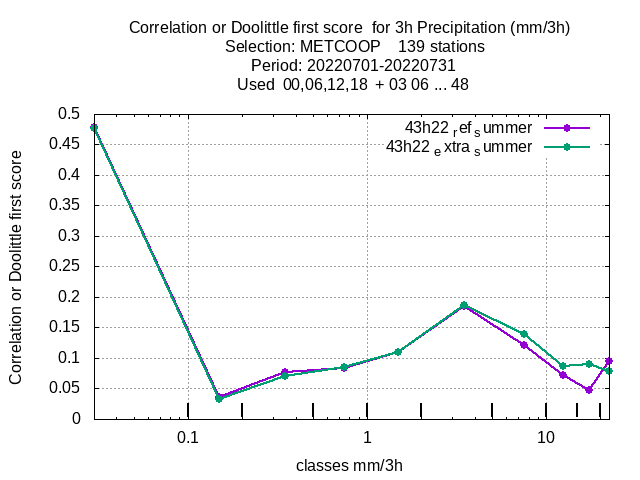 Correlation or Doolittle first score  for 3h Precipitation (mm/3h)
Selection: METCOOP    139 stations
Period: 20220701-20220731
Used  00,06,12,18  + 03 06 ... 48
43h22 ref summer
43h22 extra summer
Correlation or Doolittle first score
0.5
0.45
0.4
0.35
0.3
0.25
0.2
0.15
0.1
0.05
0
0.1 1 10
classes mm/3h